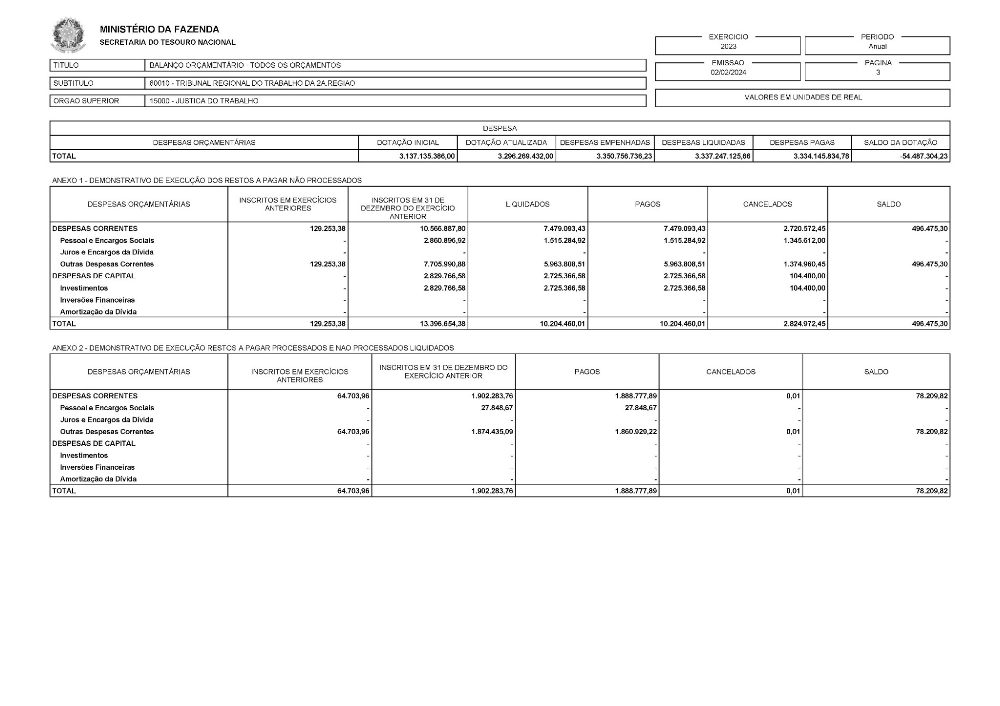 MINISTÉRIO DA FAZENDA
SECRETARIA DO TESOURO NACIONAL
EXERCICIO
2023
PERIODO
Anual
EMISSAO
02/02/2024
PAGINA
3
TITULO BALANÇO ORÇAMENTÁRIO - TODOS OS ORÇAMENTOS
SUBTITULO 80010 - TRIBUNAL REGIONAL DO TRABALHO DA 2A.REGIAO
ORGAO SUPERIOR 15000 - JUSTICA DO TRABALHO
VALORES EM UNIDADES DE REAL
DESPESA
DESPESAS ORÇAMENTÁRIAS DOTAÇÃO INICIAL DOTAÇÃO ATUALIZADA DESPESAS EMPENHADAS DESPESAS LIQUIDADAS DESPESAS PAGAS SALDO DA DOTAÇÃO
TOTAL 3.137.135.386,00 3.296.269.432,00 3.350.756.736,23 3.337.247.125,66 3.334.145.834,78 -54.487.304,23
ANEXO 1 - DEMONSTRATIVO DE EXECUÇÃO DOS RESTOS A PAGAR NÃO PROCESSADOS
DESPESAS ORÇAMENTÁRIAS INSCRITOS EM EXERCÍCIOS ANTERIORES INSCRITOS EM 31 DE DEZEMBRO DO EXERCÍCIO ANTERIOR LIQUIDADOS PAGOS CANCELADOS SALDO
DESPESAS CORRENTES 129.253,38 10.566.887,80 7.479.093,43 7.479.093,43 2.720.572,45 496.475,30
Pessoal e Encargos Sociais - 2.860.896,92 1.515.284,92 1.515.284,92 1.345.612,00 -
Juros e Encargos da Dívida - - - - - -
Outras Despesas Correntes 129.253,38 7.705.990,88 5.963.808,51 5.963.808,51 1.374.960,45 496.475,30
DESPESAS DE CAPITAL - 2.829.766,58 2.725.366,58 2.725.366,58 104.400,00 -
Investimentos - 2.829.766,58 2.725.366,58 2.725.366,58 104.400,00 -
Inversões Financeiras - - - - - -
Amortização da Dívida - - - - - -
TOTAL 129.253,38 13.396.654,38 10.204.460,01 10.204.460,01 2.824.972,45 496.475,30
ANEXO 2 - DEMONSTRATIVO DE EXECUÇÃO RESTOS A PAGAR PROCESSADOS E NAO PROCESSADOS LIQUIDADOS
DESPESAS ORÇAMENTÁRIAS INSCRITOS EM EXERCÍCIOS ANTERIORES INSCRITOS EM 31 DE DEZEMBRO DO EXERCÍCIO ANTERIOR PAGOS CANCELADOS SALDO
DESPESAS CORRENTES 64.703,96 1.902.283,76 1.888.777,89 0,01 78.209,82
Pessoal e Encargos Sociais - 27.848,67 27.848,67 - -
Juros e Encargos da Dívida - - - - -
Outras Despesas Correntes 64.703,96 1.874.435,09 1.860.929,22 0,01 78.209,82
DESPESAS DE CAPITAL - - - - -
Investimentos - - - - -
Inversões Financeiras - - - - -
Amortização da Dívida - - - - -
TOTAL 64.703,96 1.902.283,76 1.888.777,89 0,01 78.209,82